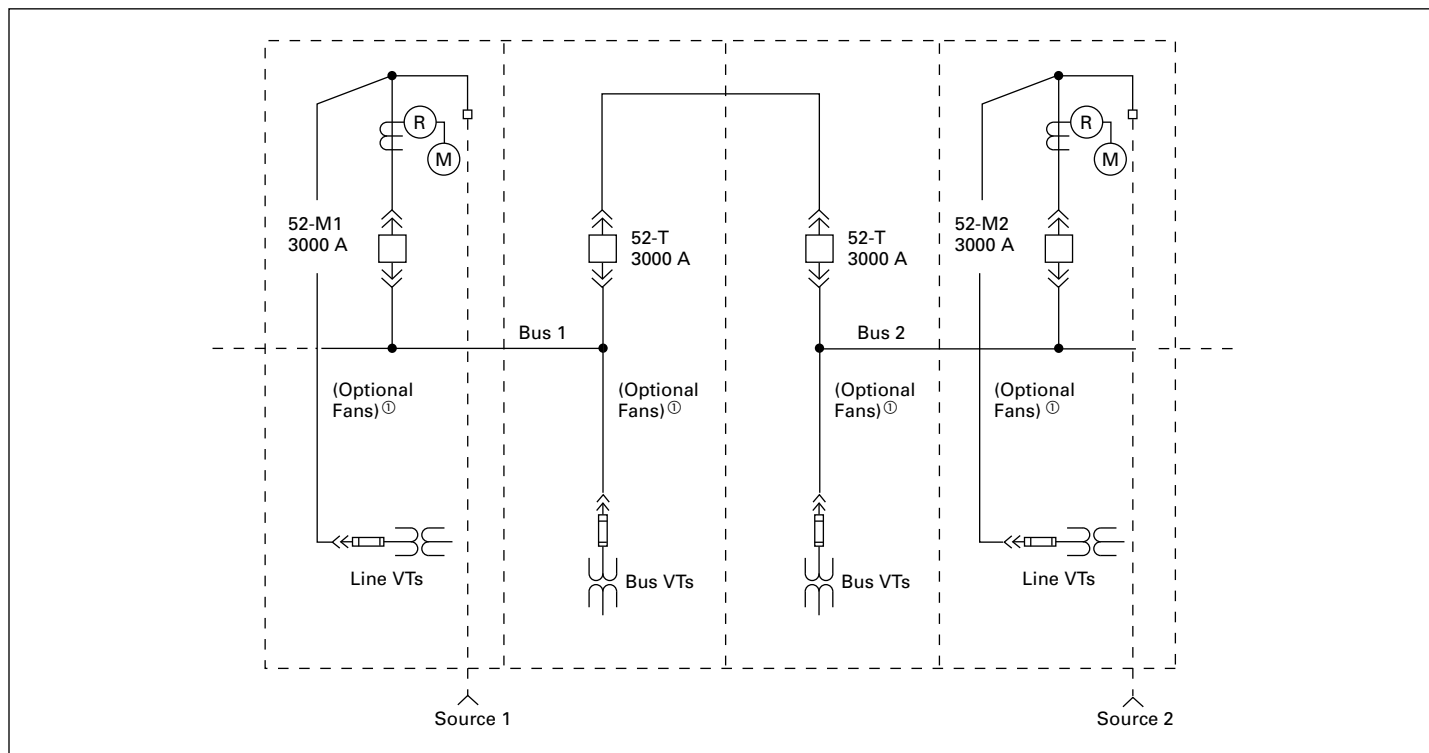 R
M
R
M
52-M1
3000 A
52-T
3000 A
52-T
3000 A
52-M2
3000 A
Bus 1
Bus 2
(Optional
Fans) ①
(Optional
Fans) ①
(Optional
Fans) ①
(Optional
Fans) ①
Line VTs
Bus VTs
Bus VTs
Line VTs
Source 1
Source 2